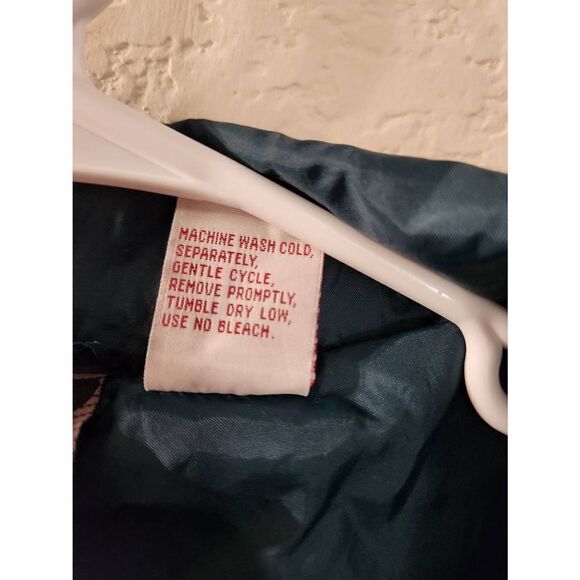 MACHINE WASH COLD,
SEPARATELY,
GENTLE CYCLE,
REMOVE PROMPTLY,
TUMBLE DRY LOW,
USE NO BLEACH.